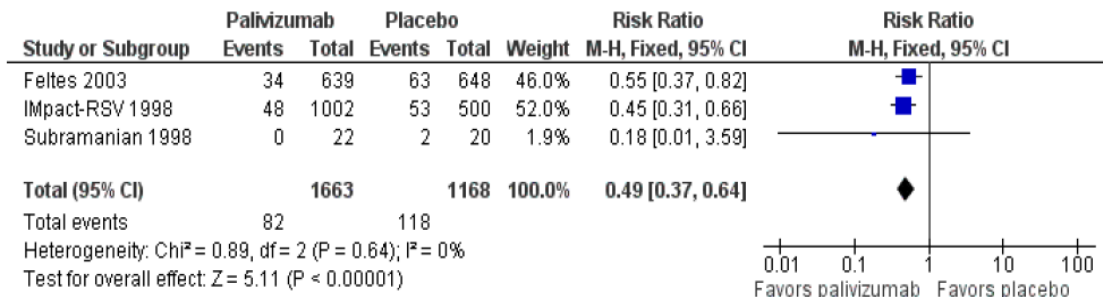 Palivizumab Placebo Risk Ratio Risk Ratio
Study or Subgroup Events Total Events Total Weight M-H, Fixed, 95% CI M-H, Fixed, 95% CI
Feltes 2003 34 639 63 648 46.0% 0.55 [0.37, 0.82]
IMpact-RSV 1998 48 1002 53 500 52.0% 0.45 [0.31, 0.66]
Subramanian 1998 0 22 2 20 1.9% 0.18 [0.01, 3.59]
Total (95% CI) 1663 1168 100.0% 0.49 [0.37, 0.64]
Total events 82 118
Heterogeneity: Chi² = 0.89, df = 2 (P = 0.64); I² = 0%
Test for overall effect: Z = 5.11 (P < 0.00001)
0.01 0.1 1 10 100
Favors palivizumab Favors placebo